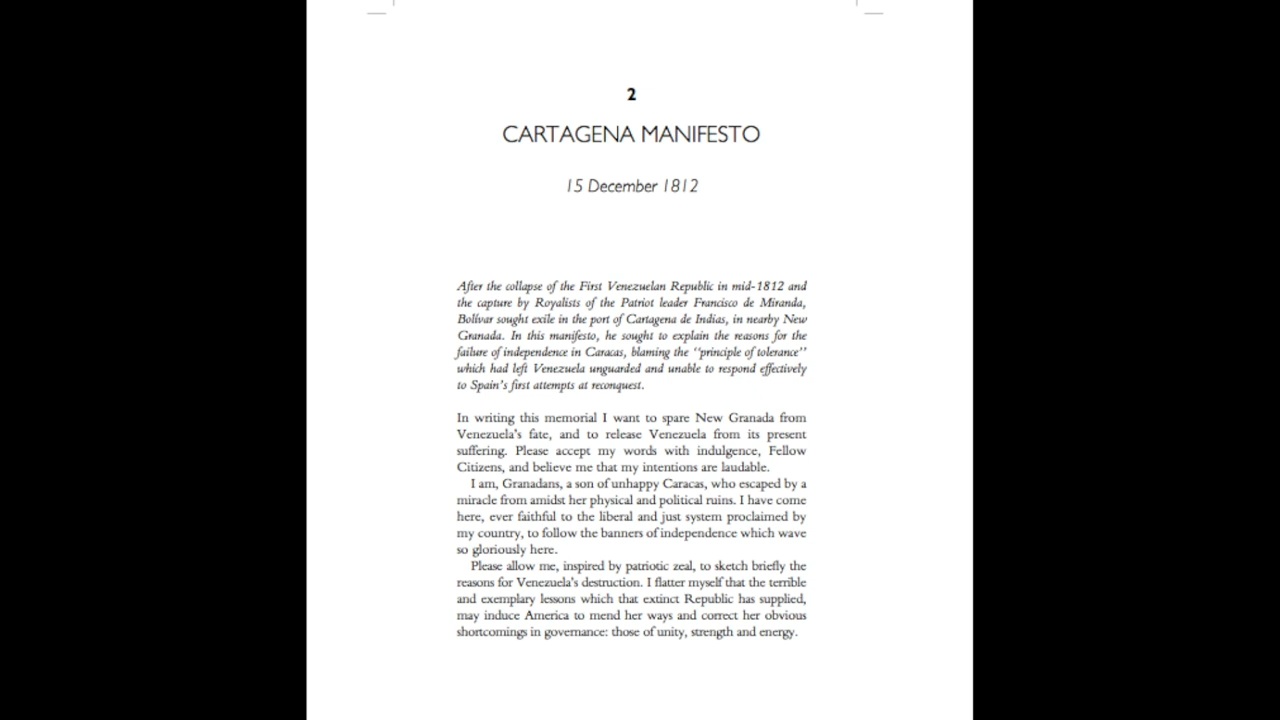 2
CARTAGENA MANIFESTO
15 December 1812
After the collapse of the First Venezuelan Republic in mid-1812 and
the capture by Royalists of the Patriot leader Francisco de Miranda,
Bolívar sought exile in the port of Cartagena de Indias, in nearby New
Granada. In this manifesto, he sought to explain the reasons for the
failure of independence in Caracas, blaming the ‘‘principle of tolerance’’
which had left Venezuela unguarded and unable to respond effectively
to Spain’s first attempts at reconquest.
In writing this memorial I want to spare New Granada from
Venezuela’s fate, and to release Venezuela from its present
suffering. Please accept my words with indulgence, Fellow
Citizens, and believe me that my intentions are laudable.
I am, Granadans, a son of unhappy Caracas, who escaped by a
miracle from amidst her physical and political ruins. I have come
here, ever faithful to the liberal and just system proclaimed by
my country, to follow the banners of independence which wave
so gloriously here.
Please allow me, inspired by patriotic zeal, to sketch briefly the
reasons for Venezuela’s destruction. I flatter myself that the terrible
and exemplary lessons which that extinct Republic has supplied,
may induce America to mend her ways and correct her obvious
shortcomings in governance: those of unity, strength and energy.